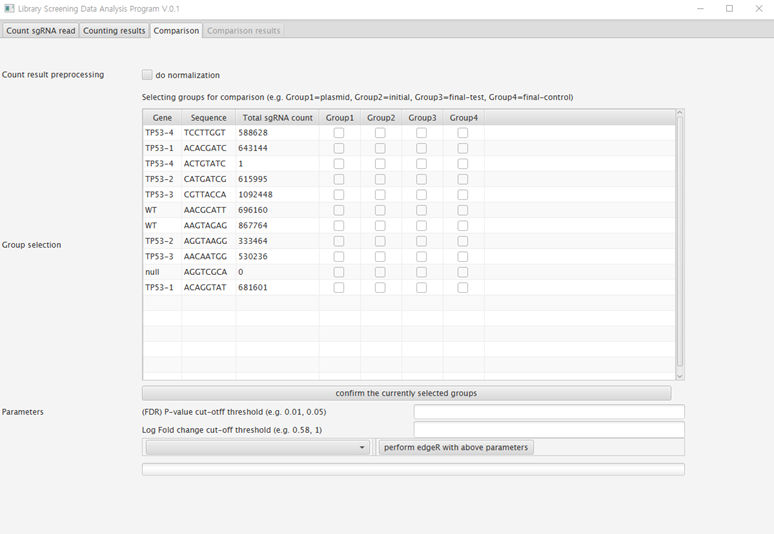 Library Screening Data Analysis Program V.0.1
Count sgRNA read Counting results Comparison Comparison results
Count result preprocessing do normalization
Selecting groups for comparison (e.g. Group1=plasmid, Group2=initial, Group3=final-test, Group4=final-control)
Gene Sequence Total sgRNA count Group1 Group2 Group3 Group4
TP53-4 TCCTTGGT 588628
TP53-1 ACACGATC 643144
TP53-4 ACTGTATC 1
TP53-2 CATGATCG 615995
TP53-3 CGTTACCA 1092448
WT AACGCATT 696160
WT AAGTAGAG 867764
Group selection TP53-2 AGGTAAGG 333464
TP53-3 AACAATGG 530236
null AGGTCGCA 0
TP53-1 ACAGGTAT 681601
confirm the currently selected groups
Parameters (FDR) P-value cut-otff threshold (e.g. 0.01, 0.05)
Log Fold change cut-off threshold (e.g. 0.58, 1)
perform edgeR with above parameters